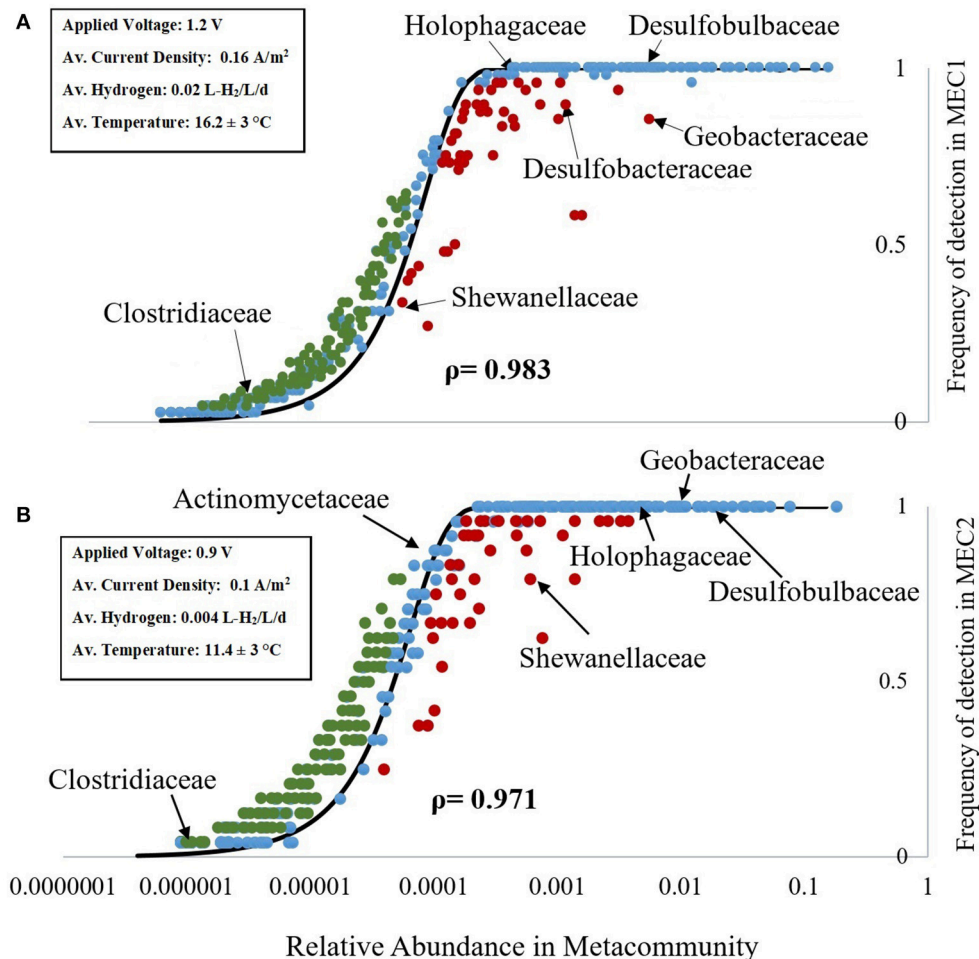 A
Applied Voltage: 1.2 V
Av. Current Density: 0.16 A/m²
Av. Hydrogen: 0.02 L-H₂/L/d
Av. Temperature: 16.2 ± 3 °C
Holophagaceae
Desulfobulbaceae
1
Geobacteraceae
Desulfobacteraceae
0.5
Clostridiaceae
Shewanellaceae
ρ= 0.983
0
Frequency of detection in MEC1
B
Applied Voltage: 0.9 V
Av. Current Density: 0.1 A/m²
Av. Hydrogen: 0.004 L-H₂/L/d
Av. Temperature: 11.4 ± 3 °C
Actinomycetaceae
Geobacteraceae
1
Holophagaceae
Desulfobulbaceae
Shewanellaceae
0.5
Clostridiaceae
ρ= 0.971
0
Frequency of detection in MEC2
0.0000001 0.000001 0.00001 0.0001 0.001 0.01 0.1 1
Relative Abundance in Metacommunity